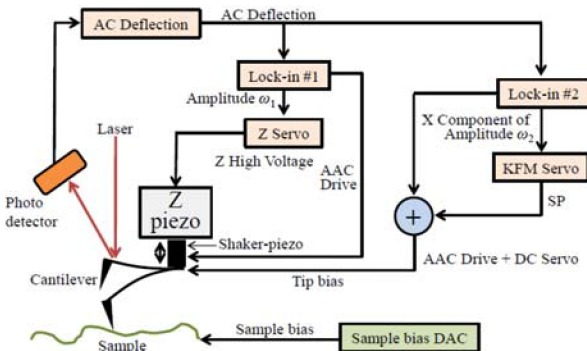 AC Deflection
AC Deflection
Lock-in #1
Lock-in #2
Amplitude ω1
X Component of
Amplitude ω2
Laser
Z Servo
Z High Voltage
KFM Servo
AAC
Drive
SP
Photo
detector
Z
piezo
+
Shaker-piezo
AAC Drive + DC Servo
Cantilever
Tip bias
Sample bias
Sample bias DAC
Sample